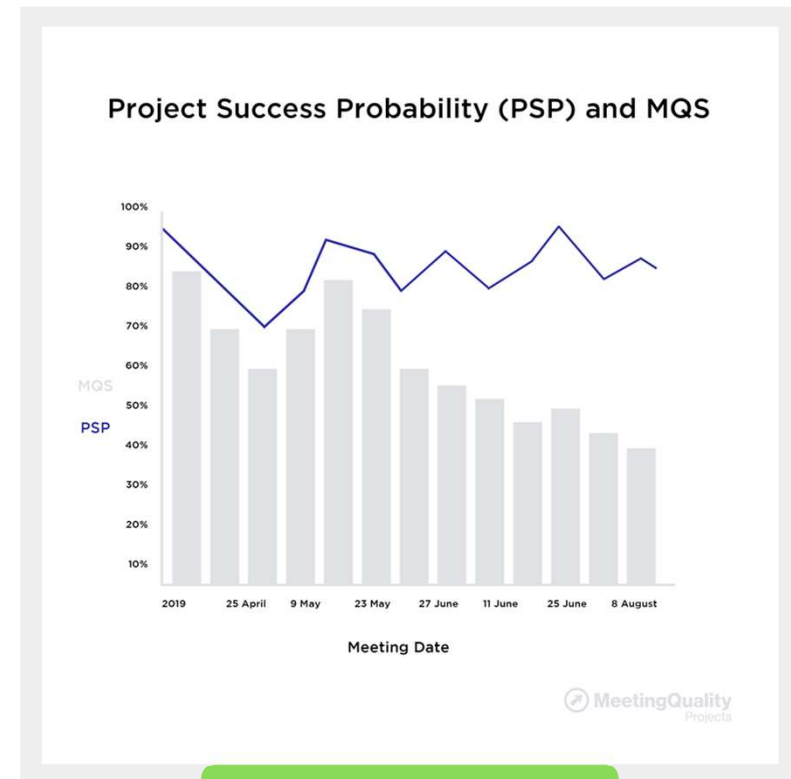 Project Success Probability (PSP) and MQS
100%
90%
80%
70%
60%
MQS
50%
PSP
40%
30%
20%
10%
2019 25 April 9 May 23 May 27 June 11 June 25 June 8 August
Meeting Date
MeetingQuality
Projects